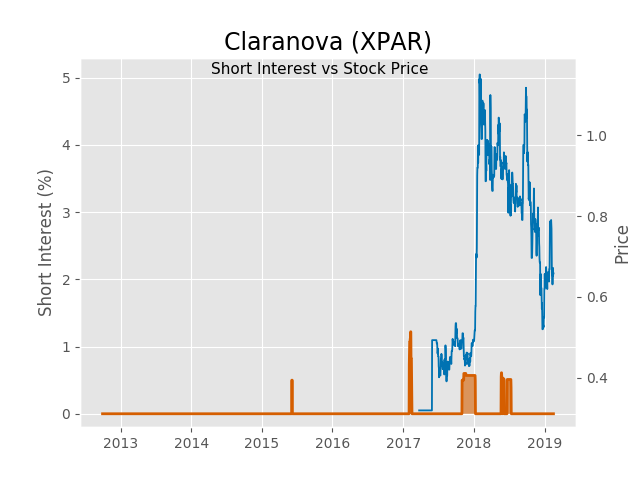 Claranova (XPAR)
Short Interest vs Stock Price
Short Interest (%)
5
4
3
2
1
0
1.0
0.8
0.6
0.4
Price
2013 2014 2015 2016 2017 2018 2019